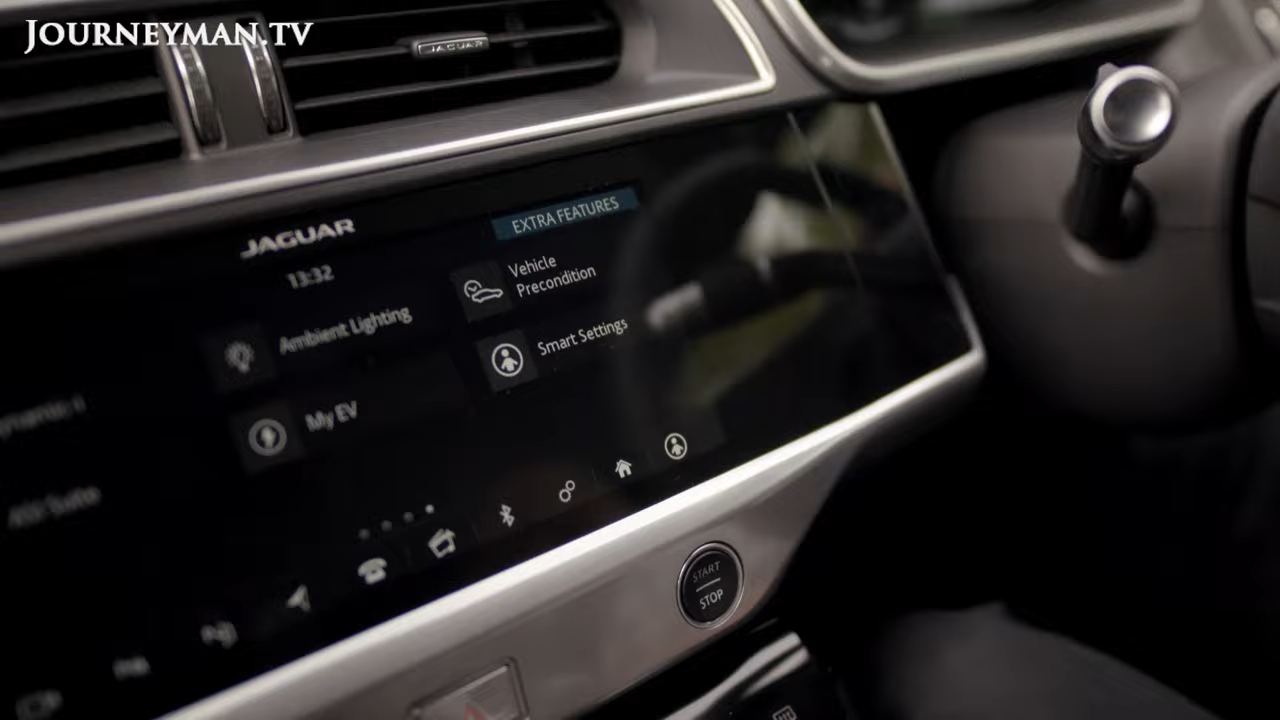 JOURNEYMAN.TV
JAGUAR
JAGUAR
13:32
EXTRA FEATURES
Vehicle
Precondition
Ambient Lighting
Smart Settings
My EV
START
STOP